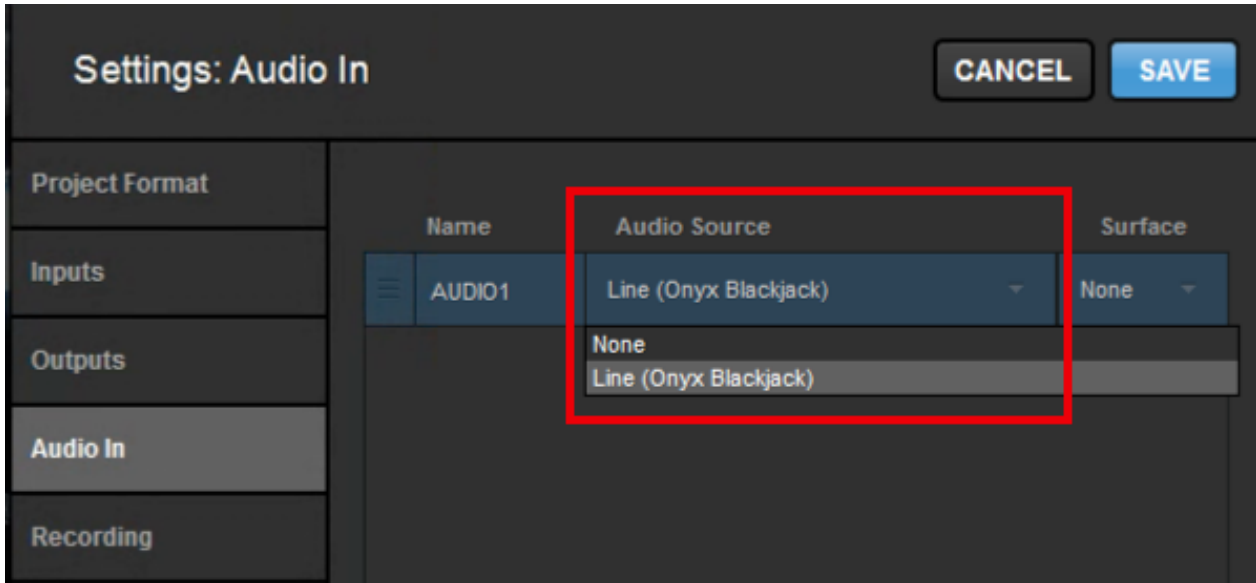 Settings: Audio In
CANCEL
SAVE
Project Format
Inputs
Outputs
Audio In
Recording
Name Audio Source Surface
AUDIO1 Line (Onyx Blackjack) None
None
Line (Onyx Blackjack)